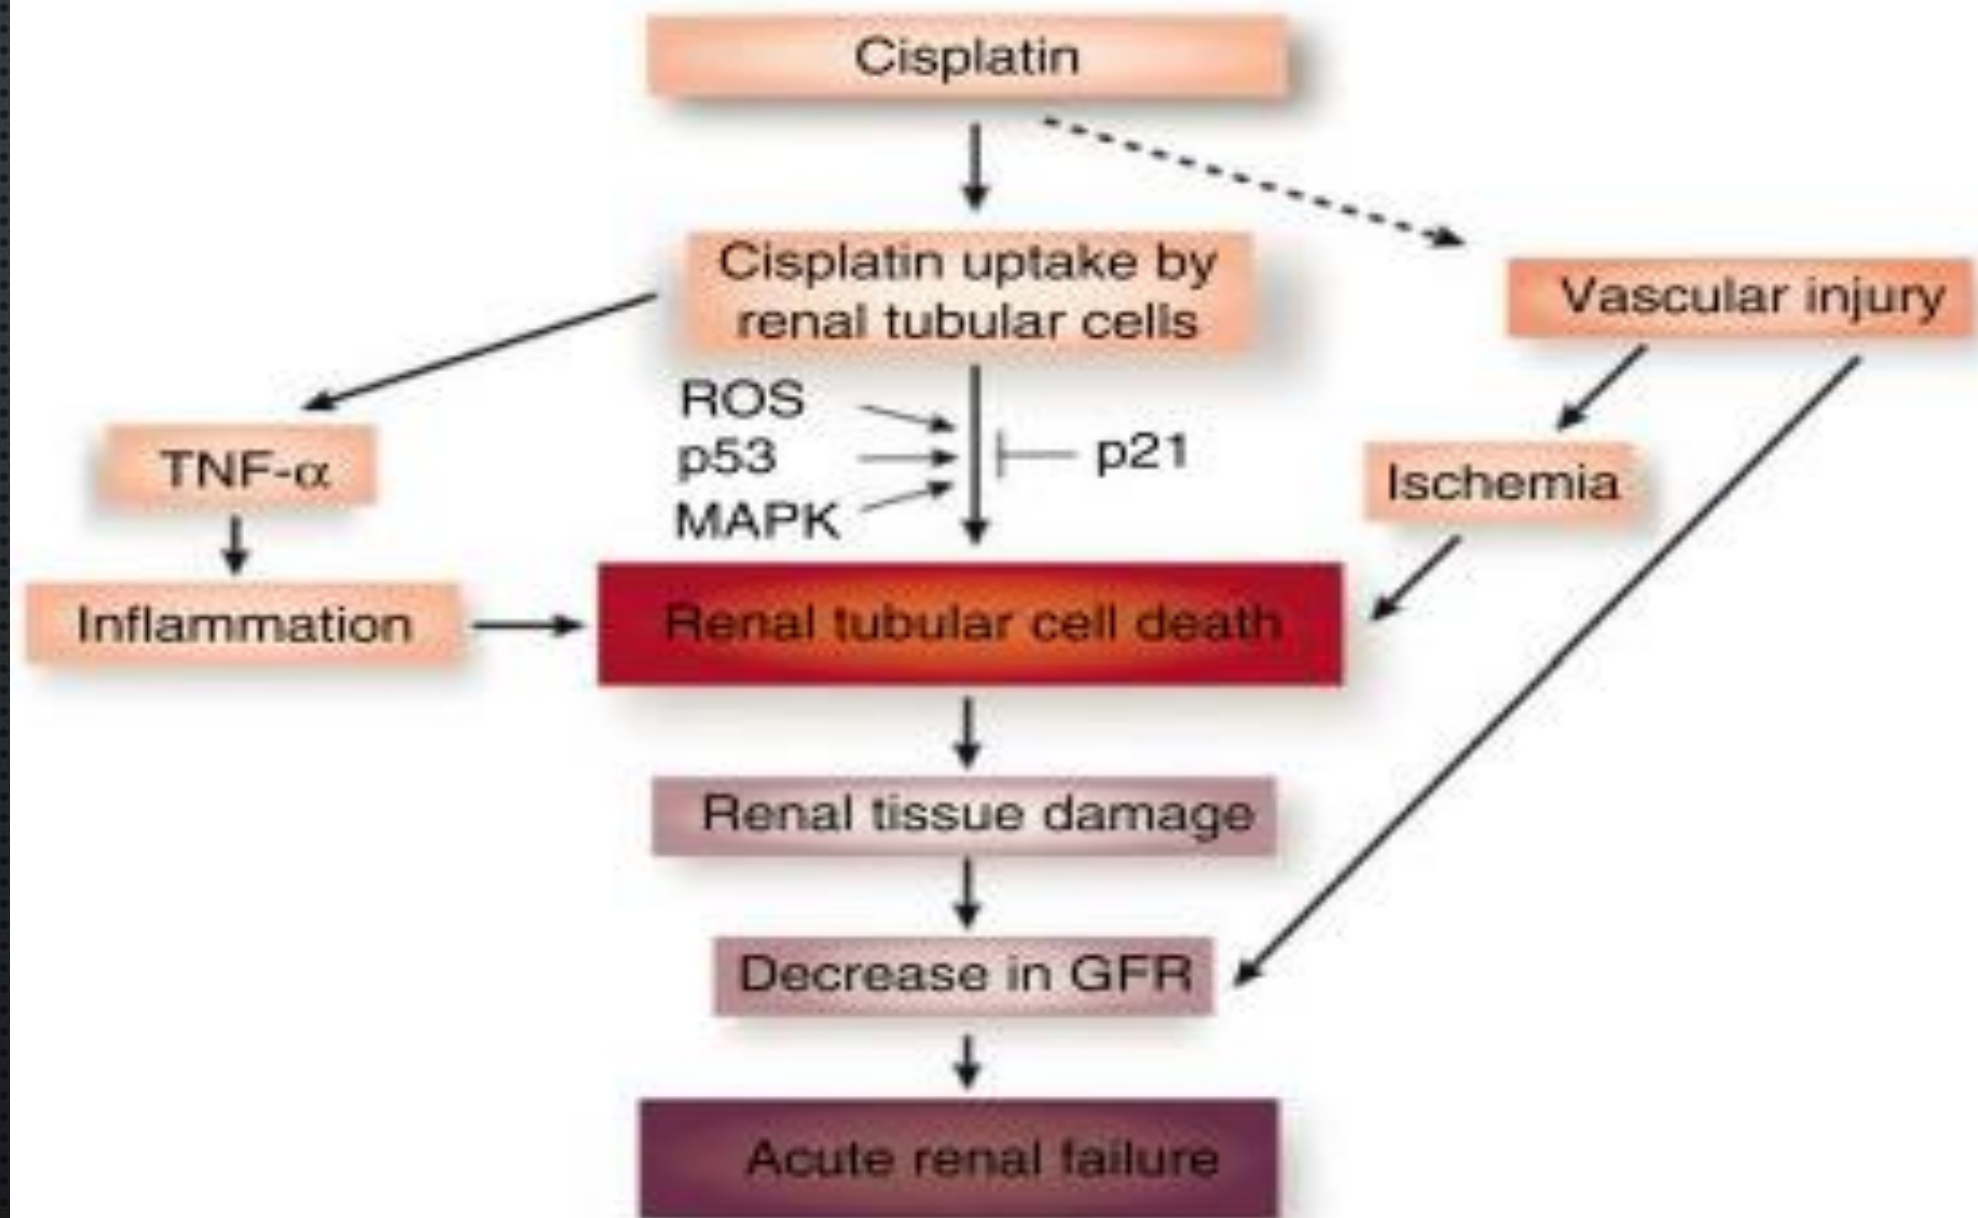 Cisplatin
Cisplatin uptake by
renal tubular cells
Vascular injury
ROS
p53
MAPK
p21
TNF-α
Ischemia
Inflammation
Renal tubular cell death
Renal tissue damage
Decrease in GFR
Acute renal failure